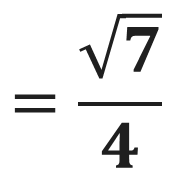 = √7/4